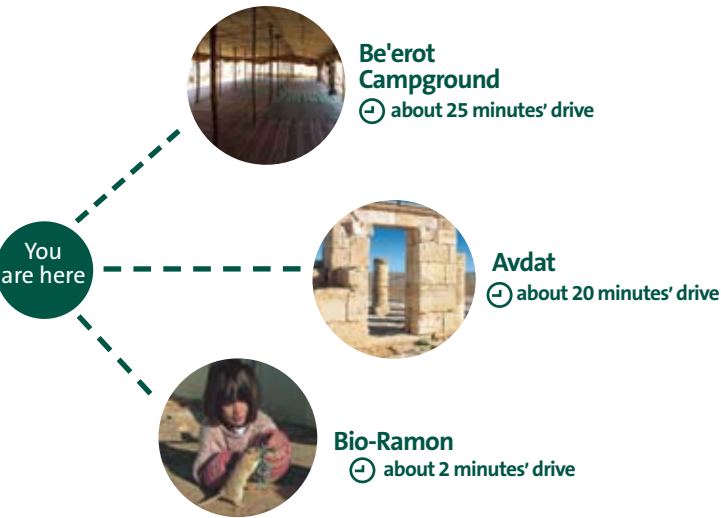 Be'erot
Campground
about 25 minutes' drive
You
are here
Avdat
about 20 minutes' drive
Bio-Ramon
about 2 minutes' drive